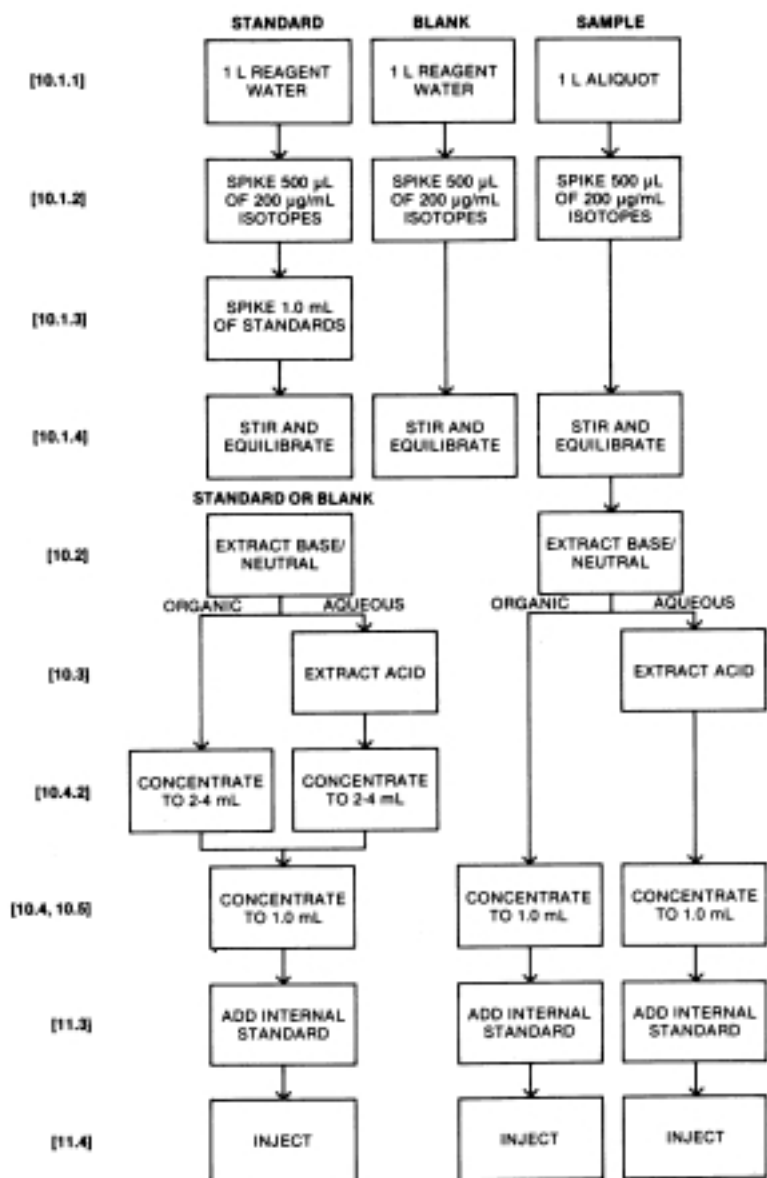 STANDARD BLANK SAMPLE
[10.1.1]
1 L REAGENT
WATER
1 L REAGENT
WATER
1 L ALIQUOT
[10.1.2]
SPIKE 500 µL
OF 200 µg/mL
ISOTOPES
SPIKE 500 µL
OF 200 µg/mL
ISOTOPES
SPIKE 500 µL
OF 200 µg/mL
ISOTOPES
[10.1.3]
SPIKE 1.0 mL
OF STANDARDS
[10.1.4]
STIR AND
EQUILIBRATE
STIR AND
EQUILIBRATE
STIR AND
EQUILIBRATE
STANDARD OR BLANK
[10.2]
EXTRACT BASE/
NEUTRAL
EXTRACT BASE/
NEUTRAL
ORGANIC AQUEOUS ORGANIC AQUEOUS
[10.3]
EXTRACT ACID
EXTRACT ACID
[10.4.2]
CONCENTRATE
TO 2-4 mL
CONCENTRATE
TO 2-4 mL
[10.4, 10.5]
CONCENTRATE
TO 1.0 mL
CONCENTRATE
TO 1.0 mL
CONCENTRATE
TO 1.0 mL
[11.3]
ADD INTERNAL
STANDARD
ADD INTERNAL
STANDARD
ADD INTERNAL
STANDARD
[11.4]
INJECT
INJECT
INJECT